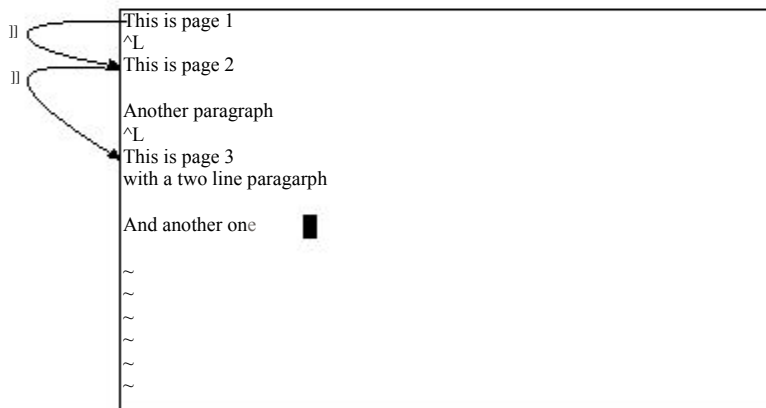 ]] This is page 1
^L
This is page 2
]]
Another paragraph
^L
This is page 3
with a two line paragarph
And another one
~
~
~
~
~
~